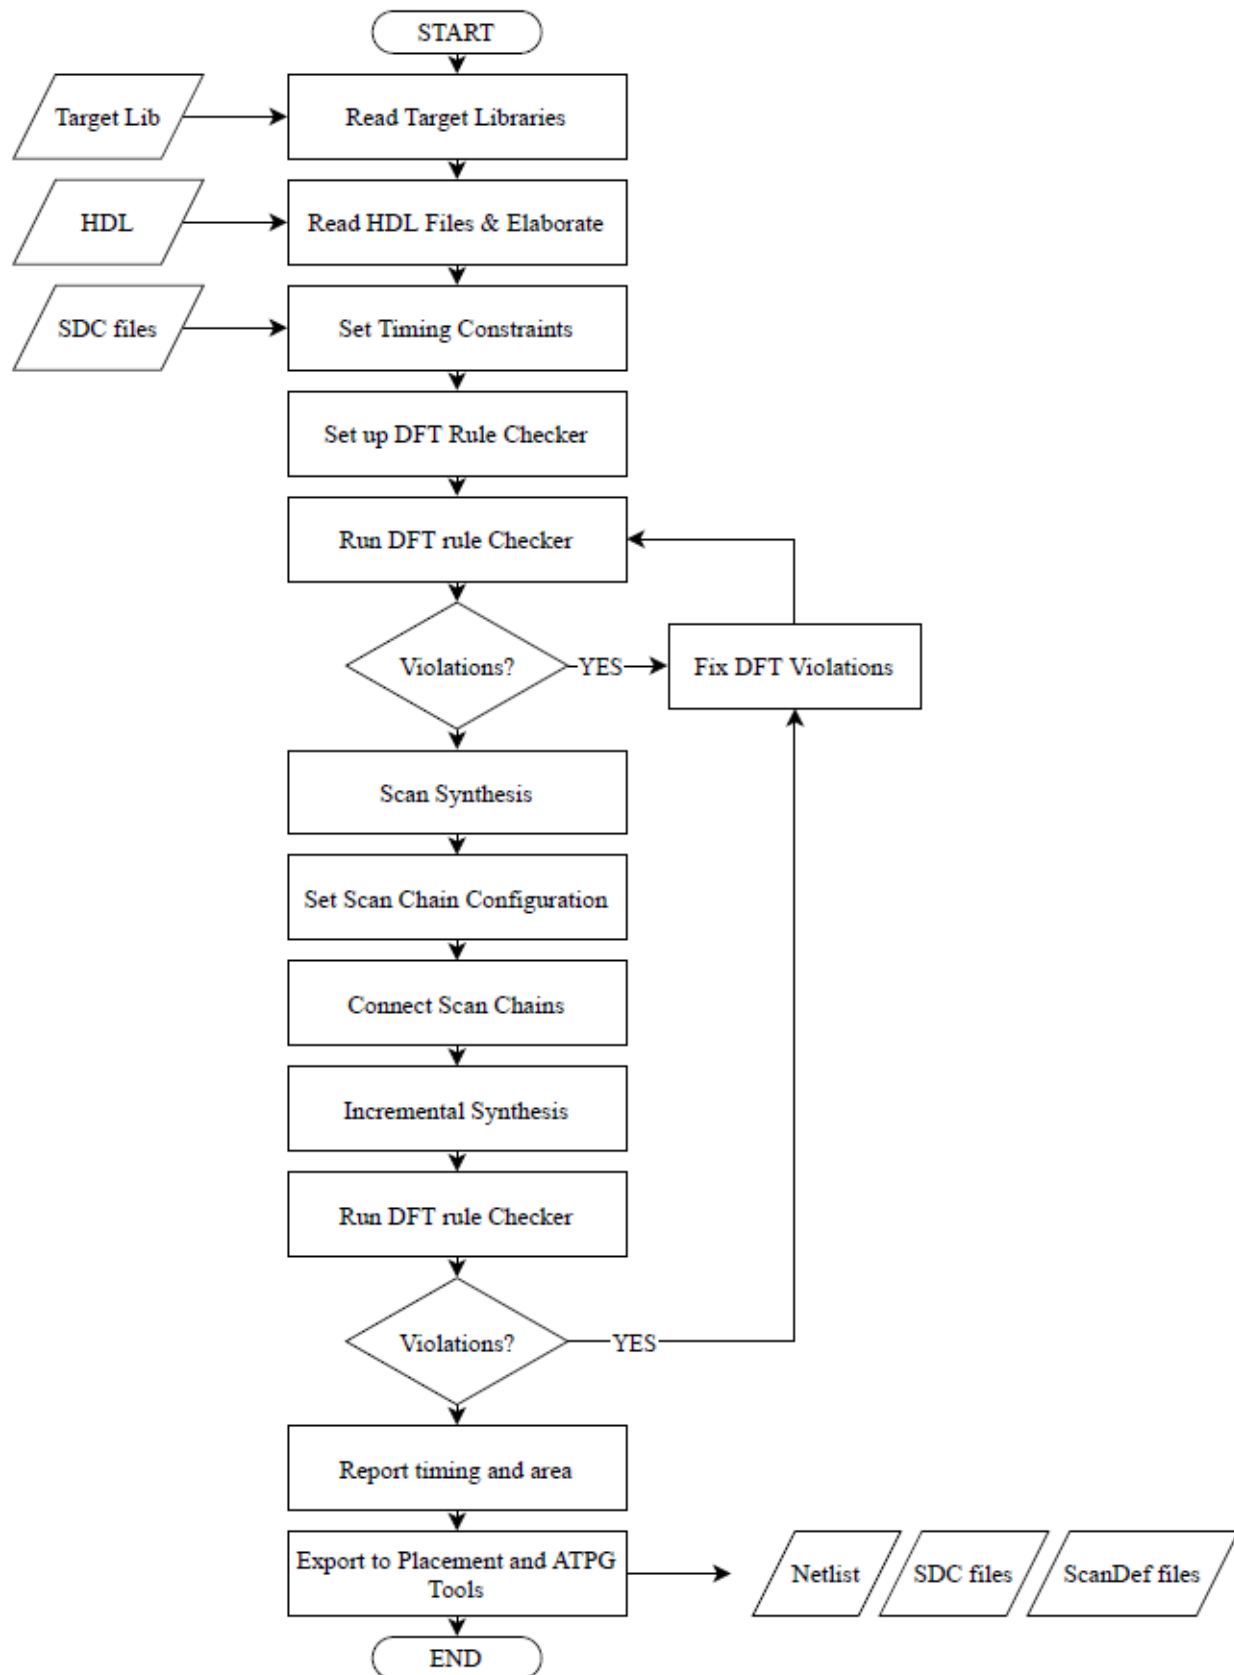 START
Target Lib
Read Target Libraries
HDL
Read HDL Files & Elaborate
SDC files
Set Timing Constraints
Set up DFT Rule Checker
Run DFT rule Checker
Violations?
YES
Fix DFT Violations
Scan Synthesis
Set Scan Chain Configuration
Connect Scan Chains
Incremental Synthesis
Run DFT rule Checker
Violations?
YES
Report timing and area
Export to Placement and ATPG
Tools
Netlist
SDC files
ScanDef files
END